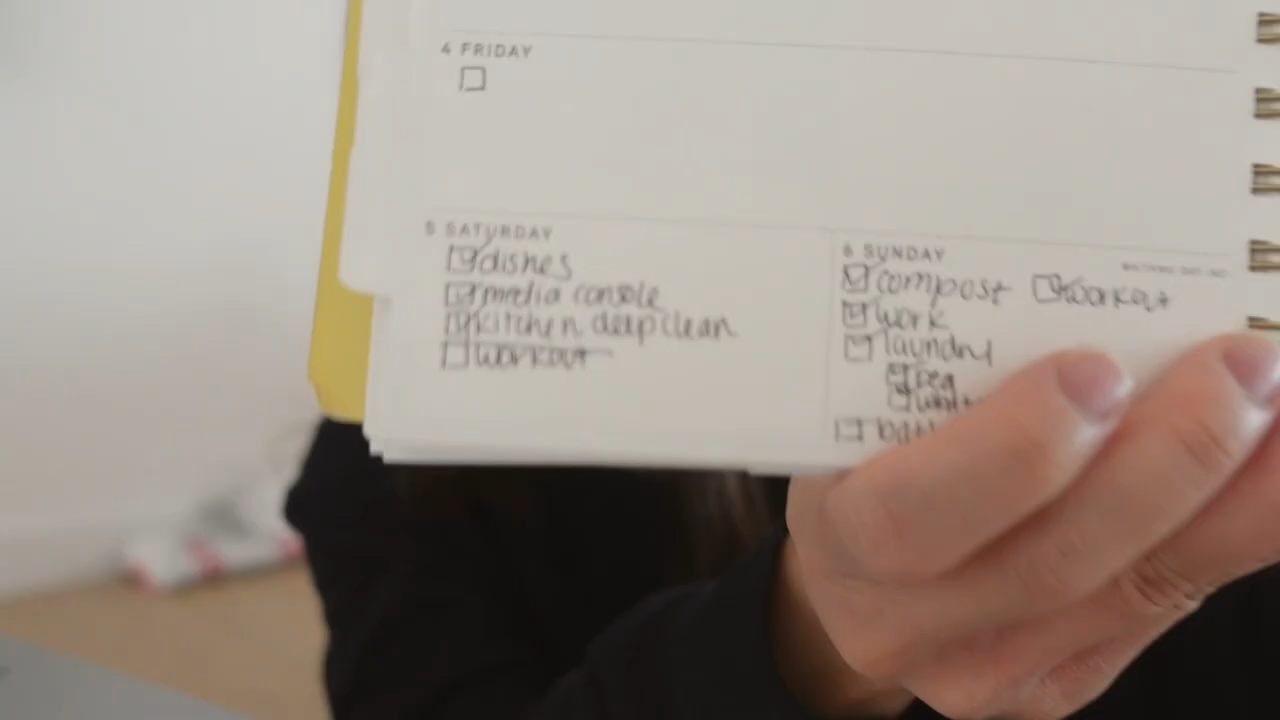 4 FRIDAY
5 SATURDAY
dishes
media console
kitchen deep clean
workout
6 SUNDAY
compost workout
work
laundry